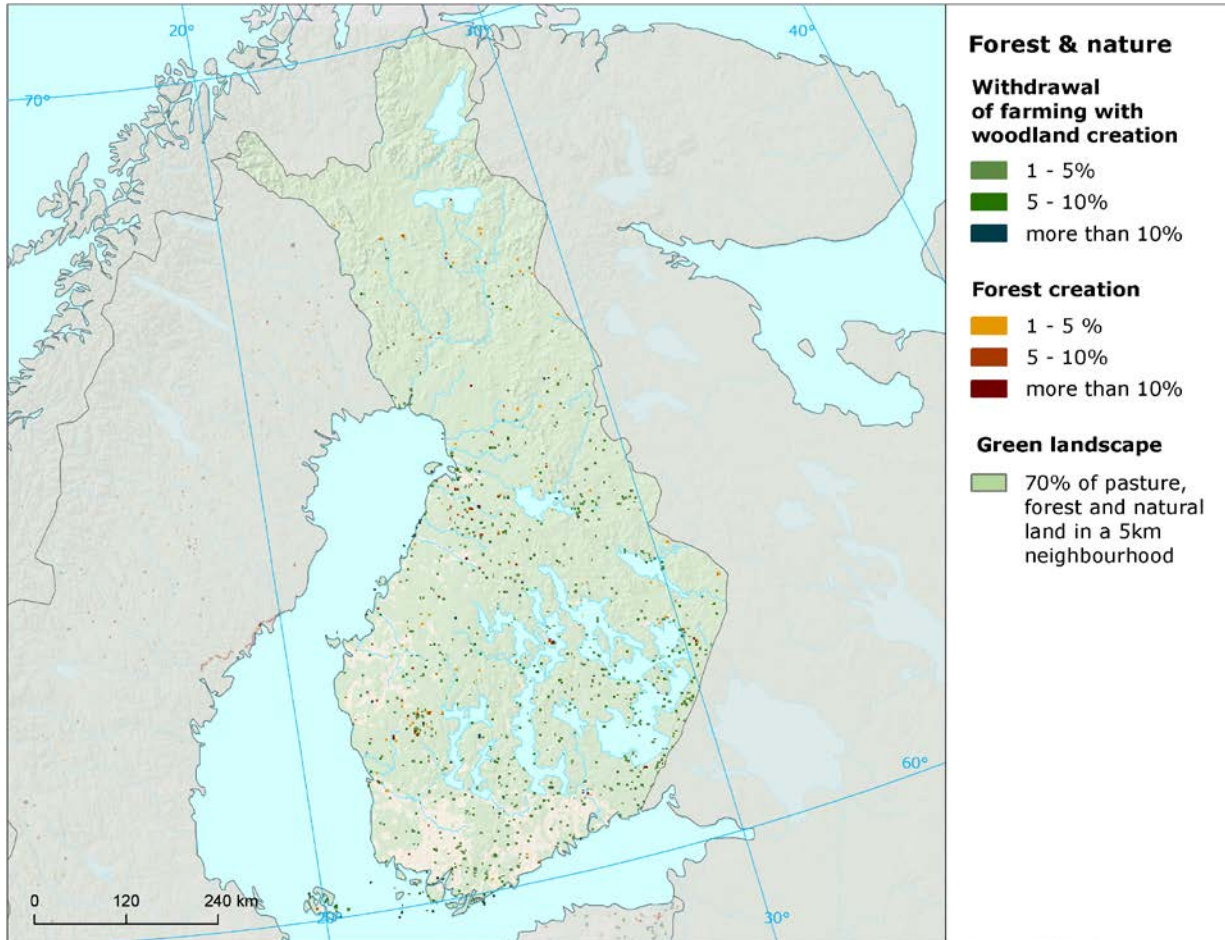 20°
30°
40°
70°
60°
30°
20°
0 120 240 km
Forest & nature
Withdrawal
of farming with
woodland creation
1 - 5%
5 - 10%
more than 10%
Forest creation
1 - 5 %
5 - 10%
more than 10%
Green landscape
70% of pasture,
forest and natural
land in a 5km
neighbourhood